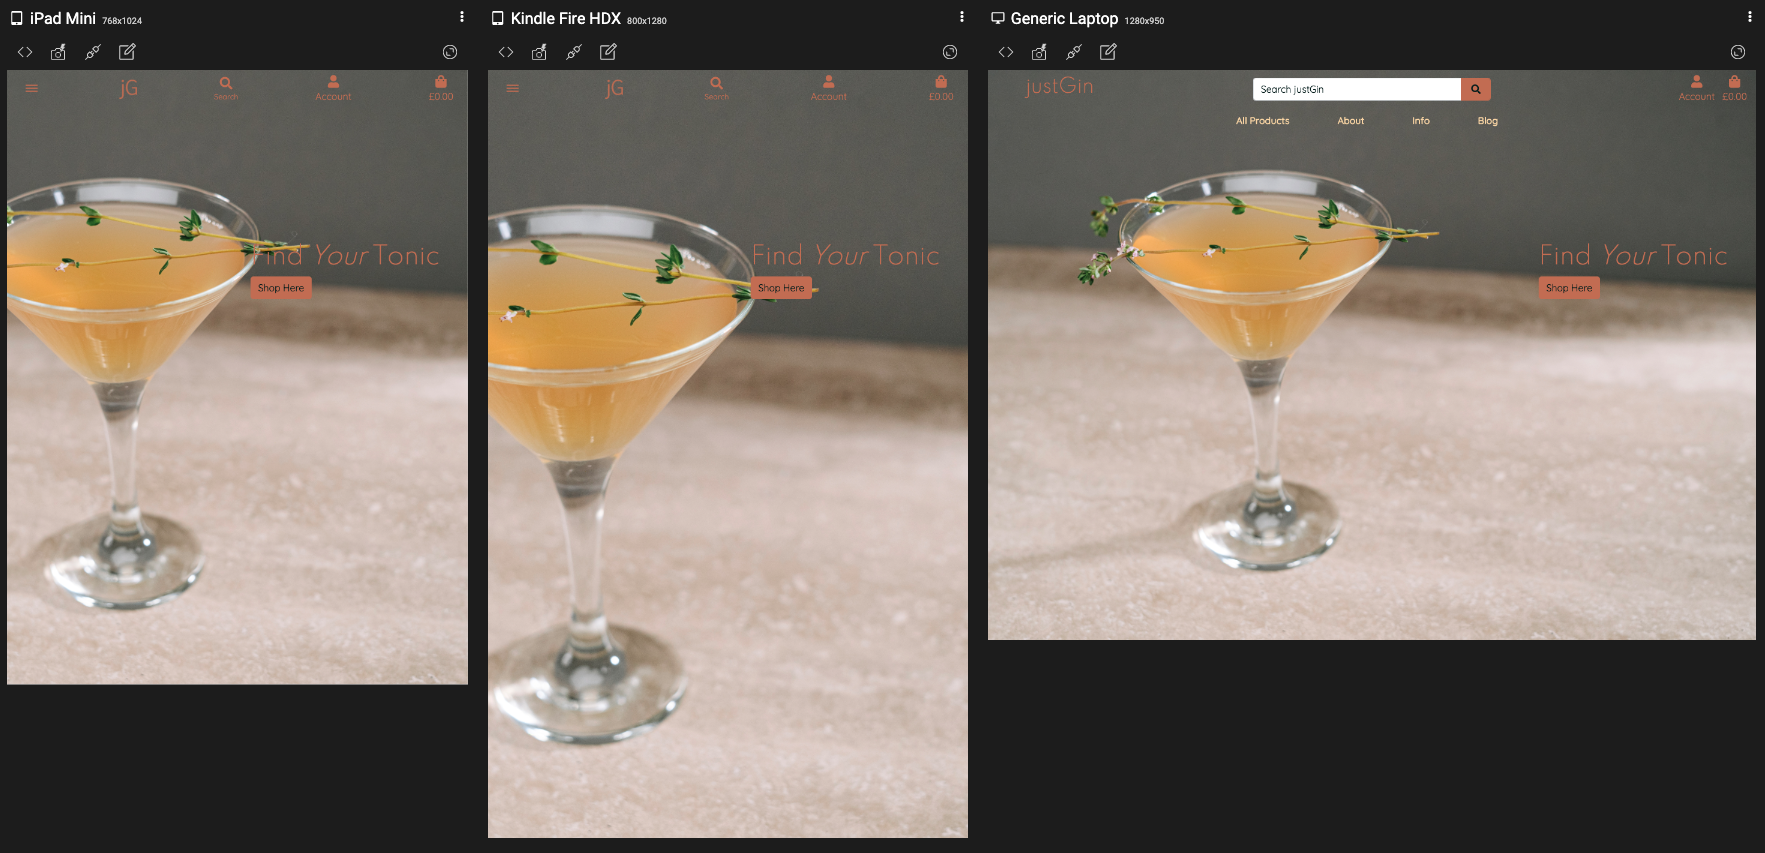 iPad Mini 768x1024
jG
Search
Account
£0.00
Find Your Tonic
Shop Here
Kindle Fire HDX 800x1280
jG
Search
Account
£0.00
Find Your Tonic
Shop Here
Generic Laptop 1280x950
justGin
Search justGin
Account £0.00
All Products About Info Blog
Find Your Tonic
Shop Here